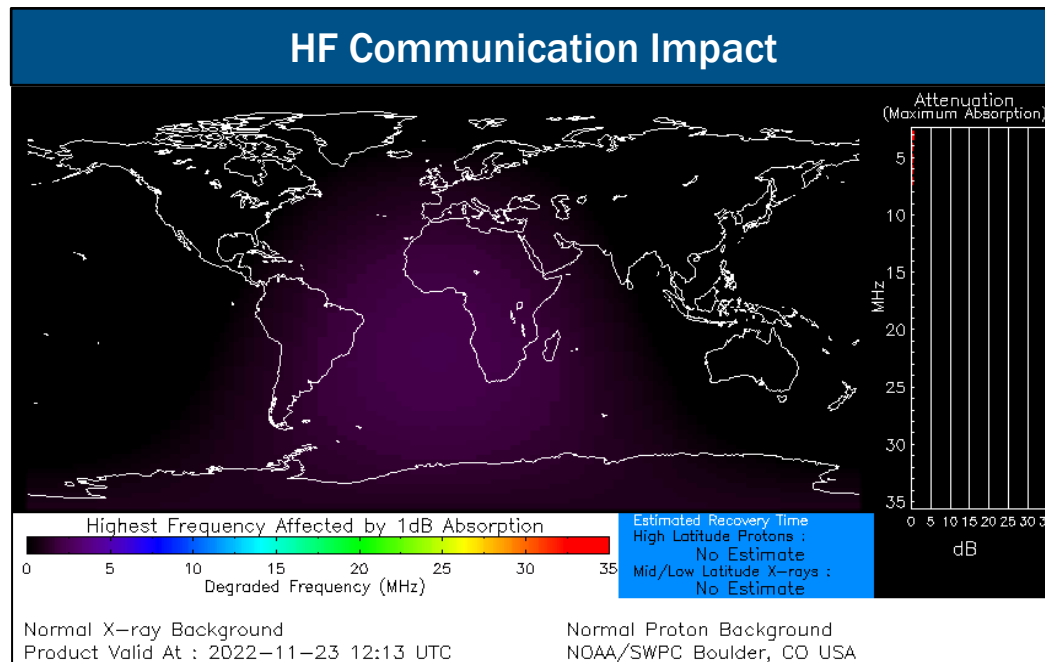 HF Communication Impact
Attenuation
(Maximum Absorption)
5
10
15
20
25
30
35
MHz
0 5 10 15 20 25 30
dB
Highest Frequency Affected by 1dB Absorption
0 5 10 15 20 25 30 35
Degraded Frequency (MHz)
Estimated Recovery Time
High Latitude Protons :
No Estimate
Mid/Low Latitude X-rays :
No Estimate
Normal X-ray Background
Product Valid At : 2022-11-23 12:13 UTC
Normal Proton Background
NOAA/SWPC Boulder, CO USA